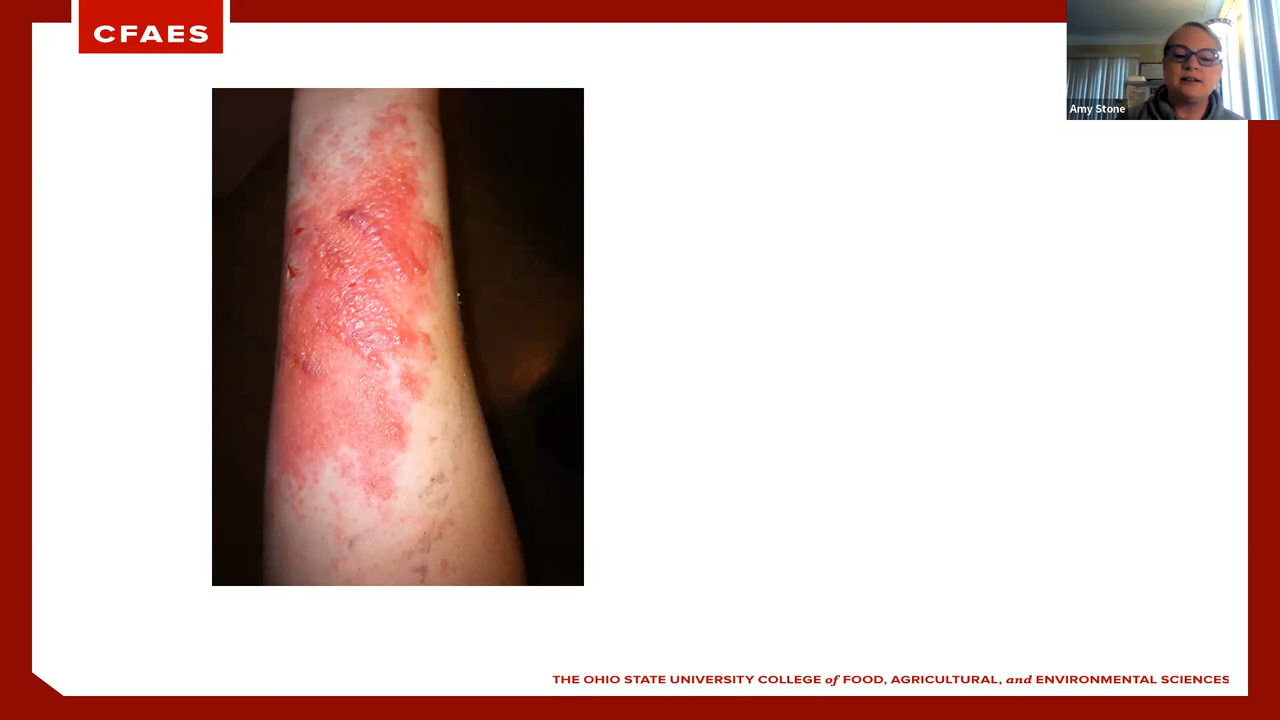 CFAES
Amy Stone
THE OHIO STATE UNIVERSITY COLLEGE of FOOD, AGRICULTURAL, and ENVIRONMENTAL SCIENCES